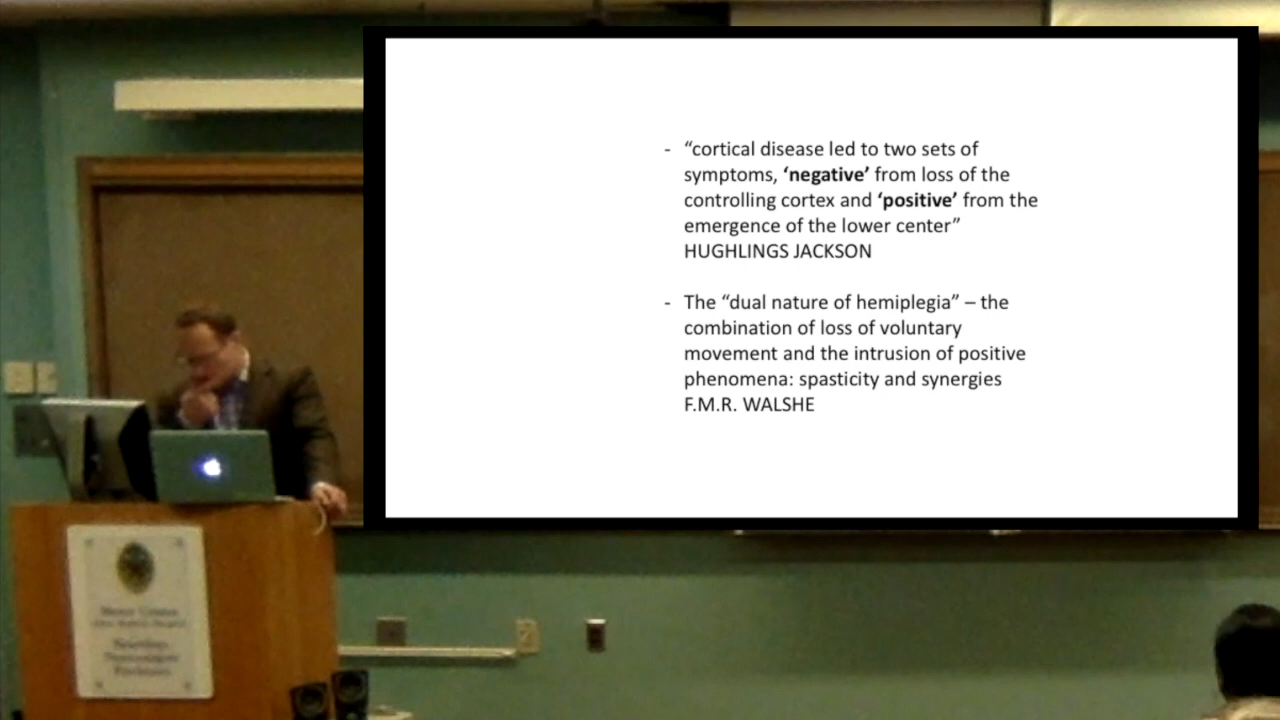 - “cortical disease led to two sets of
symptoms, ‘negative’ from loss of the
controlling cortex and ‘positive’ from the
emergence of the lower center”
HUGHLINGS JACKSON
- The “dual nature of hemiplegia” – the
combination of loss of voluntary
movement and the intrusion of positive
phenomena: spasticity and synergies
F.M.R. WALSHE